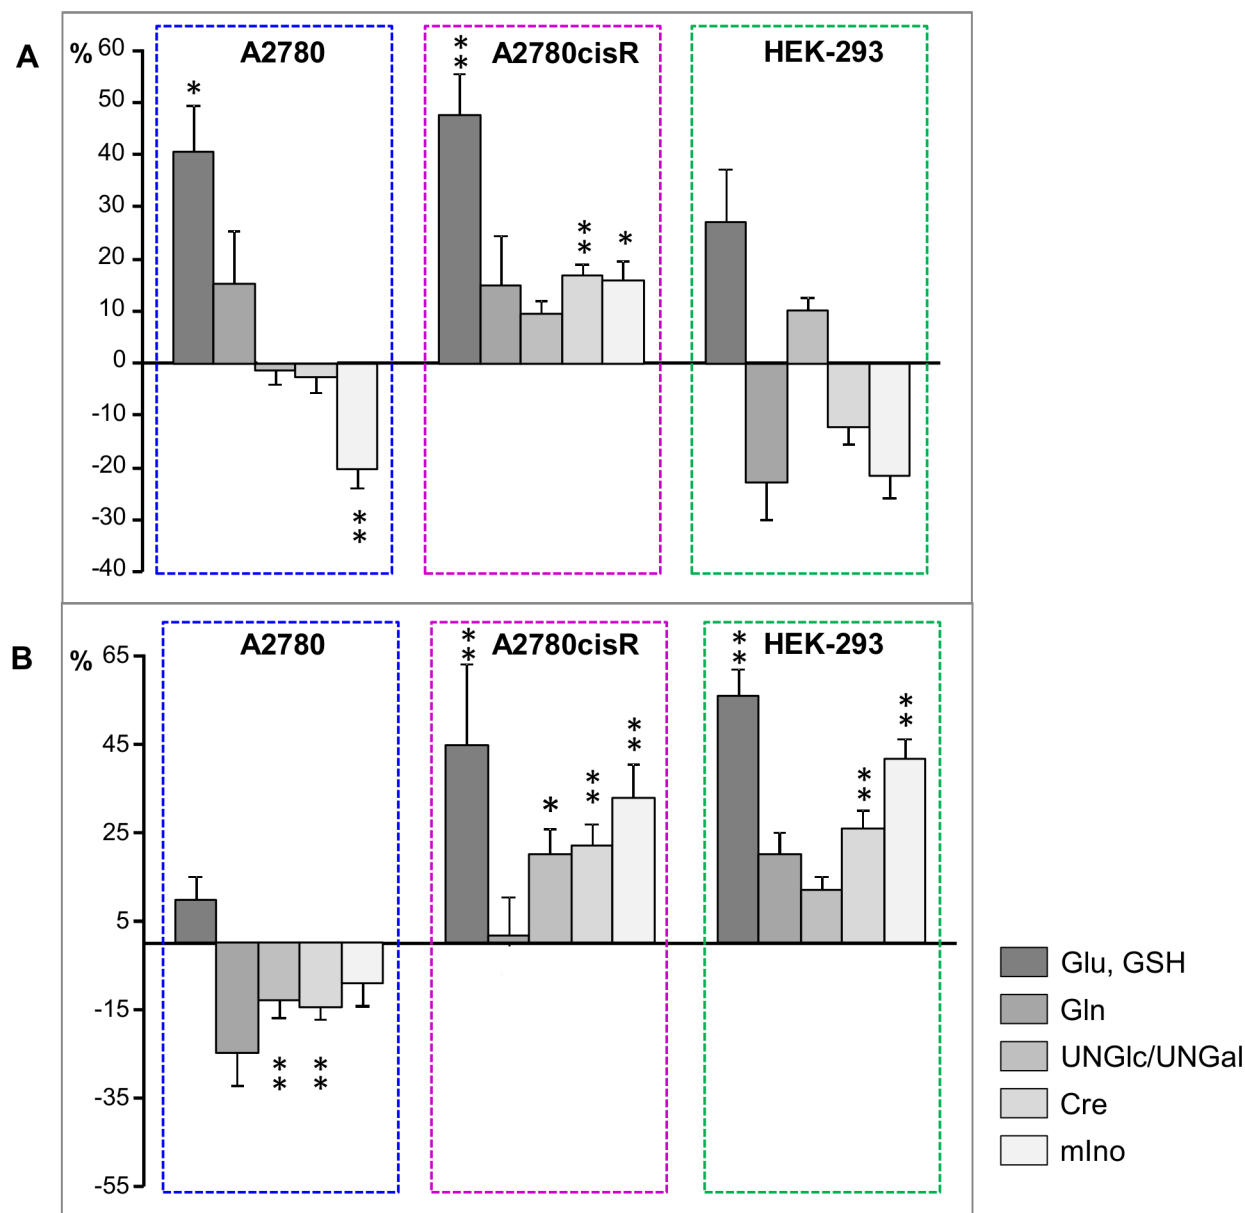 A
% 60
A2780
A2780cisR
HEK-293
50
40
30
20
10
0
-10
-20
-30
-40
*
**
**
**
*
B
% 65
A2780
A2780cisR
HEK-293
45
25
5
-15
-35
-55
**
**
**
*
**
**
**
**
**
Glu, GSH
Gln
UNGlc/UNGal
Cre
mIno